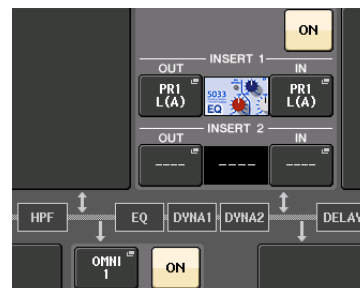 ON
INSERT 1
OUT IN
PR1 L(A)
5033 EQ
PR1 L(A)
INSERT 2
OUT IN
---- ---- ----
HPF EQ DYNA1 DYNA2 DELAY
OMNI 1
ON